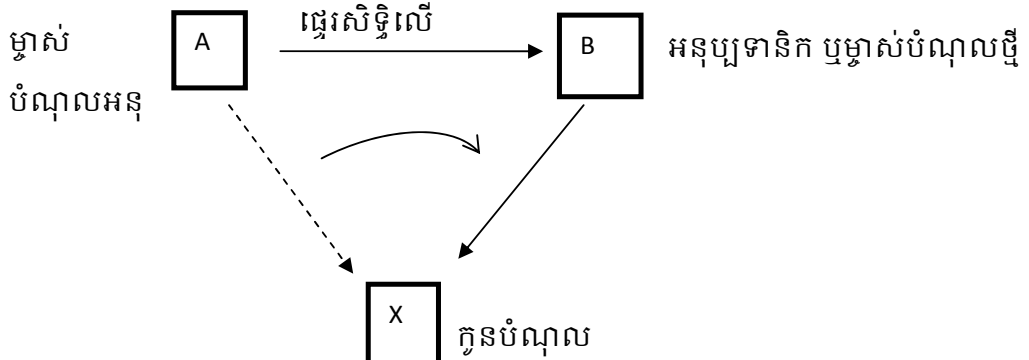 ម្ចាស់
បំណុលអនុ
A
ផ្ទេរសិទ្ធិលើ
B
អនុប្បទានិក ឬម្ចាស់បំណុលថ្មី
X
កូនបំណុល